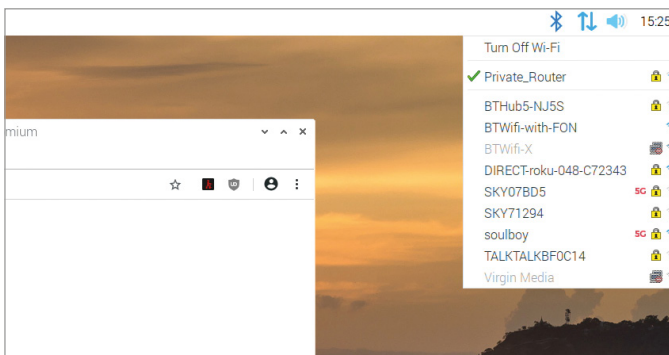 15:25
Turn Off Wi-Fi
Private_Router
mium
BTHub5-NJ5S
BTWifi-with-FON
BTWifi-X
DIRECT-roku-048-C72343
SKY07BD5 5G
SKY71294
soulboy 5G
TALKTALKBF0C14
Virgin Media